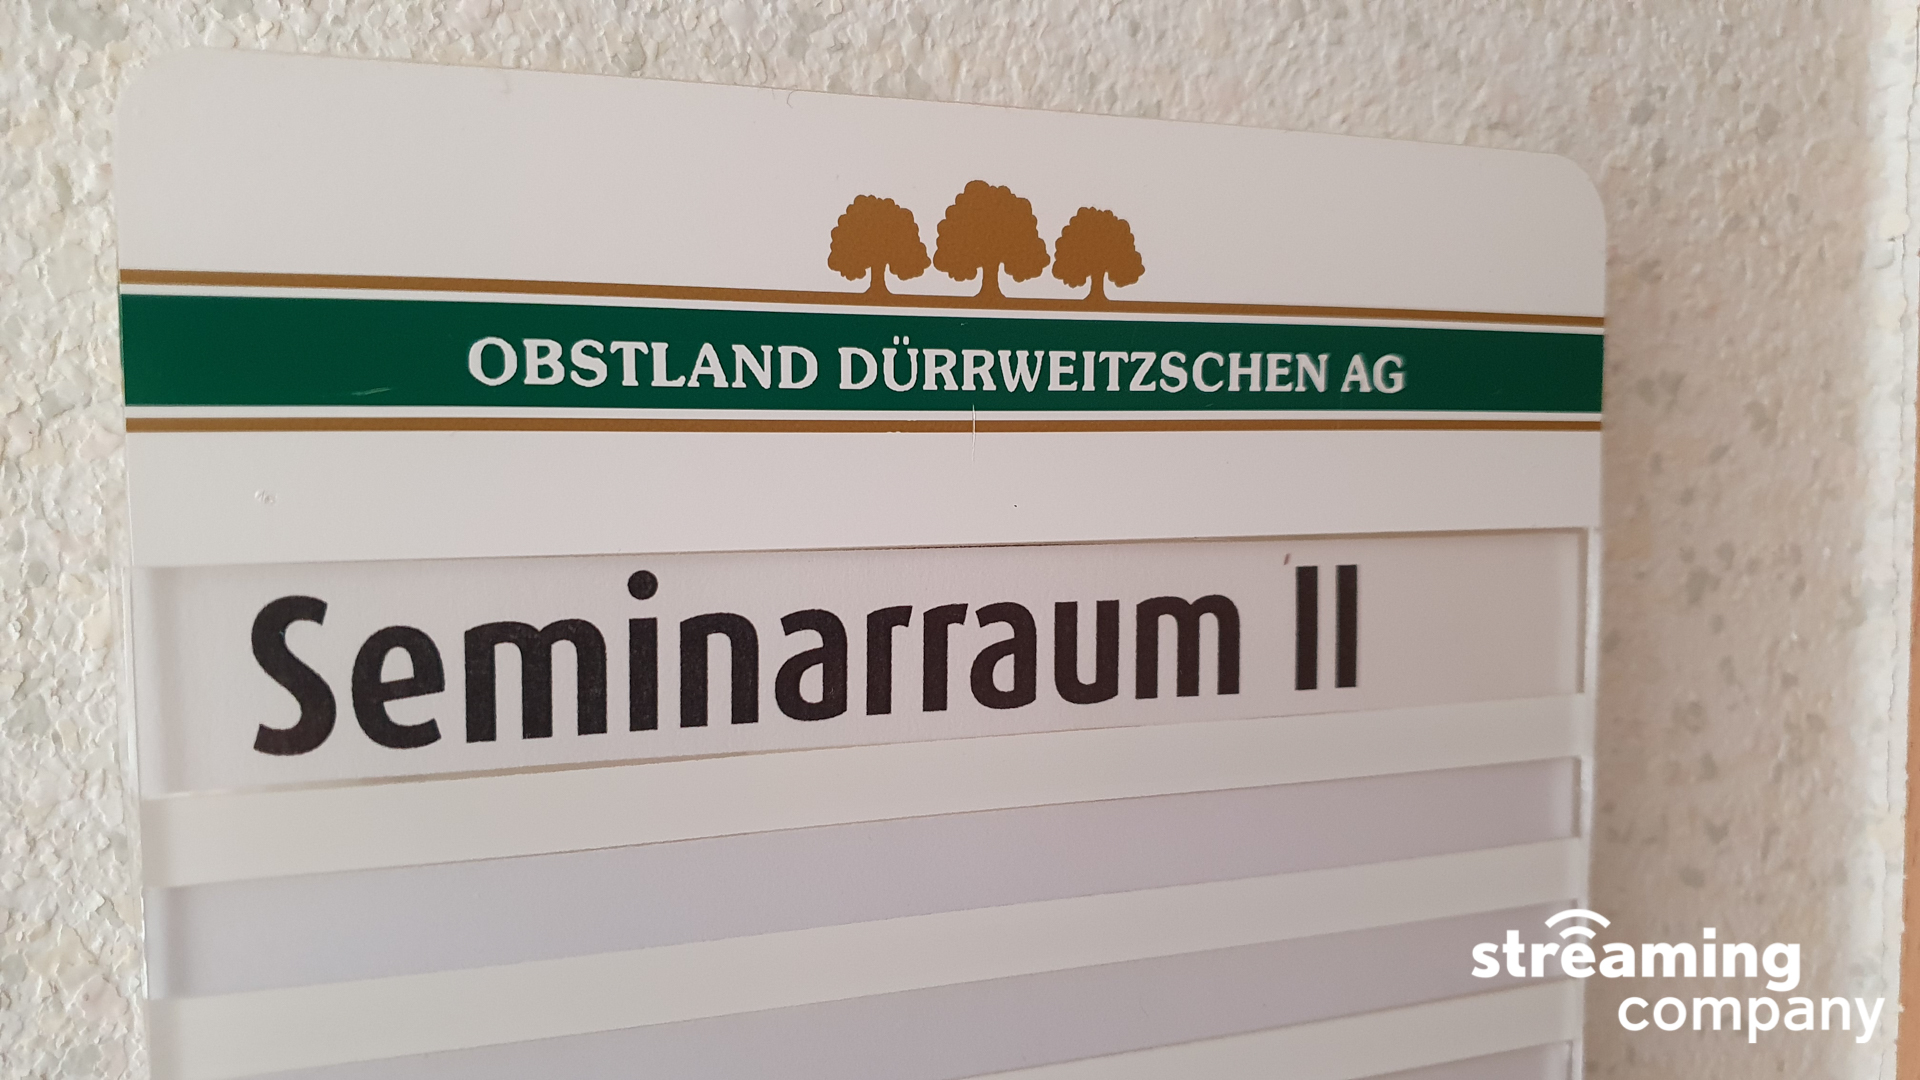 OBSTLAND DÜRRWEITZSCHEN AG
Seminarraum II
streaming
company